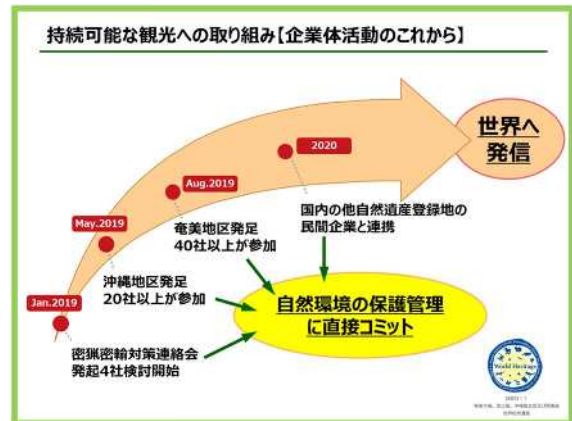 持続可能な観光への取り組み【企業体活動のこれから】
世界へ
発信
2020
Aug.2019
国内の他自然遺産登録地の
民間企業と連携
May.2019
奄美地区発足
40社以上が参加
沖縄地区発足
20社以上が参加
自然環境の保護管理
に直接コミット
Jan.2019
密猟密輸対策連絡会
発起4社検討開始
World Heritage